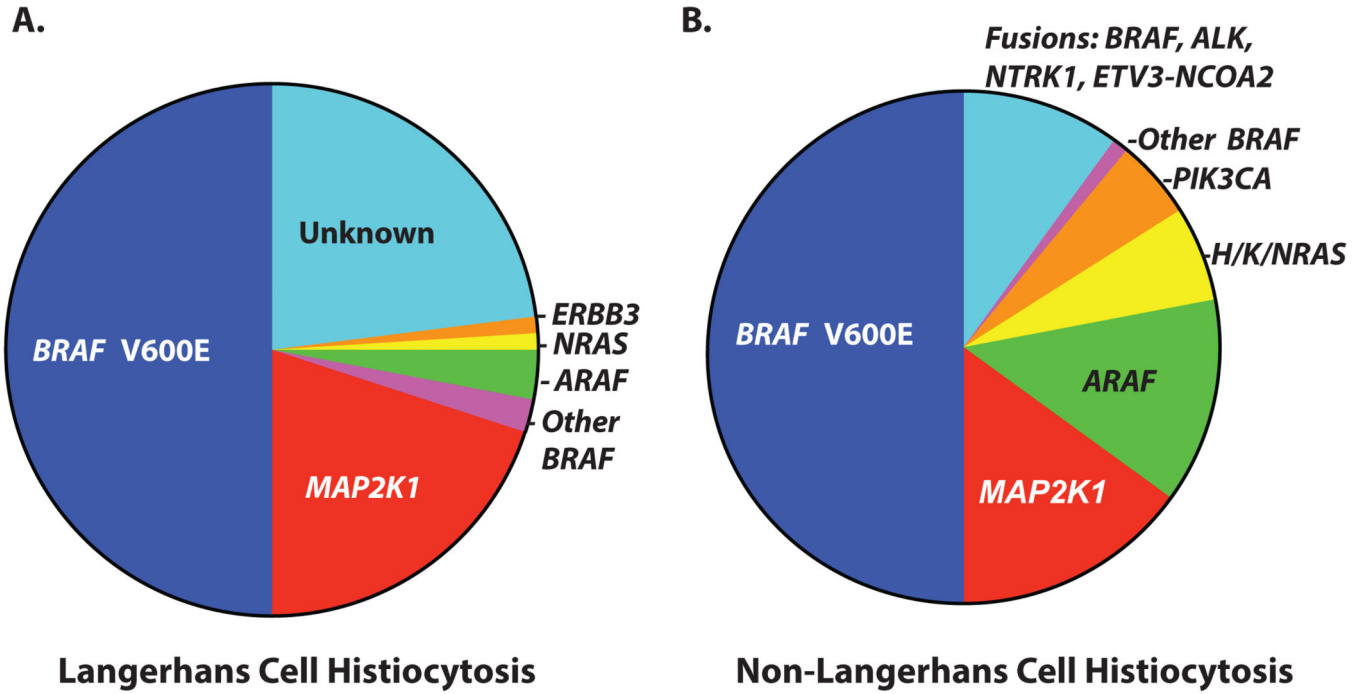 A.
Unknown
BRAF V600E
- ERBB3
- NRAS
- ARAF
- Other
BRAF
MAP2K1
Langerhans Cell Histiocytosis
B.
Fusions: BRAF, ALK,
NTRK1, ETV3-NCOA2
-Other BRAF
-PIK3CA
-H/K/NRAS
BRAF V600E
ARAF
MAP2K1
Non-Langerhans Cell Histiocytosis